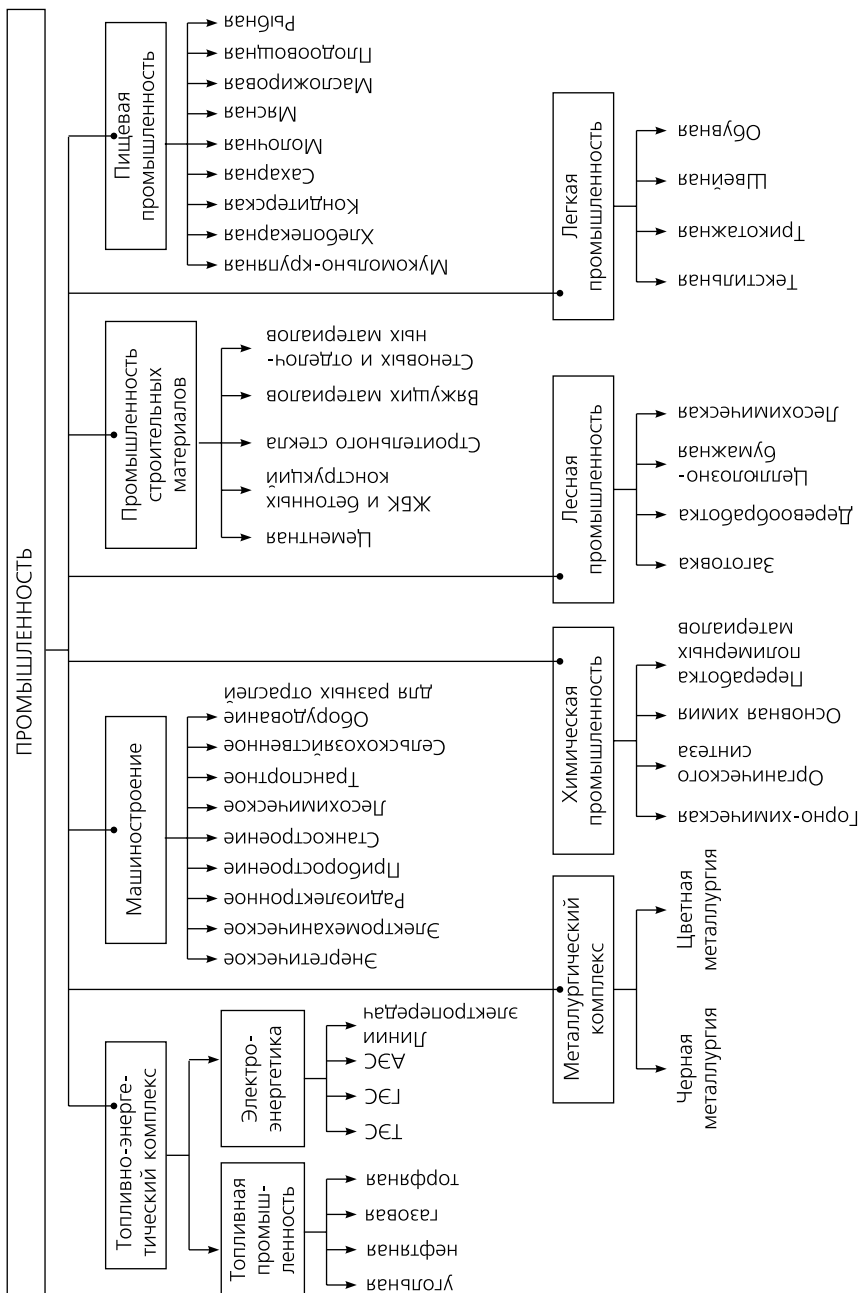 ПРОМЫШЛЕННОСТЬ
Топливно-энерге-
тический комплекс
Топливная
промыш-
ленность
угольная
нефтяная
газовая
торфяная
Электро-
энергетика
ТЭС
ГЭС
АЭС
Линии
электропередач
Металлургический
комплекс
Черная
металлургия
Цветная
металлургия
Машиностроение
Энергетическое
Электромеханическое
Радиоэлектронное
Приборостроение
Станкостроение
Лесохимическое
Транспортное
Сельскохозяйственное
Оборудование
для разных отраслей
Химическая
промышленность
Горно-химическая
Органического
синтеза
Основная химия
Переработка
полимерных
материалов
Промышленность
строительных
материалов
Цементная
ЖБК и бетонных
конструкций
Строительного стекла
Вяжущих материалов
Стеновых и отделоч-
ных материалов
Лесная
промышленность
Заготовка
Деревообработка
Целлюлозно-
бумажная
Лесохимическая
Пищевая
промышленность
Мукомольно-крупяная
Хлебопекарная
Кондитерская
Сахарная
Молочная
Мясная
Масложировая
Плодоовощная
Рыбная
Легкая
промышленность
Текстильная
Трикотажная
Швейная
Обувная